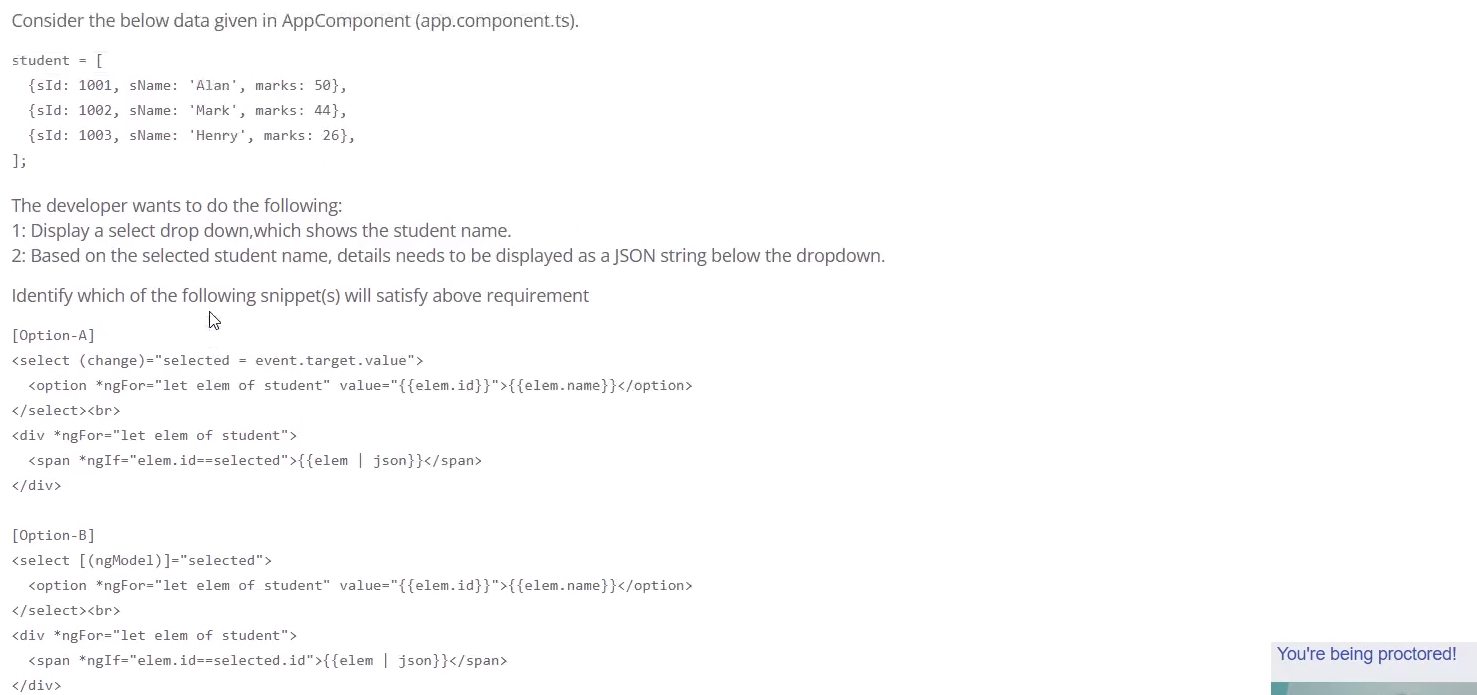 Consider the below data given in AppComponent (app.component.ts).
student = [
{sId: 1001, sName: 'Alan', marks: 50},
{sId: 1002, sName: 'Mark', marks: 44},
{sId: 1003, sName: 'Henry', marks: 26},
];
The developer wants to do the following:
1: Display a select drop down,which shows the student name.
2: Based on the selected student name, details needs to be displayed as a JSON string below the dropdown.
Identify which of the following snippet(s) will satisfy above requirement
[Option-A]
<select (change)="selected = event.target.value">
<option *ngFor="let elem of student" value="{{elem.id}}">{{elem.name}}</option>
</select><br>
<div *ngFor="let elem of student">
<span *ngIf="elem.id==selected">{{elem | json}}</span>
</div>
[Option-B]
<select [(ngModel)]="selected">
<option *ngFor="let elem of student" value="{{elem.id}}">{{elem.name}}</option>
</select><br>
<div *ngFor="let elem of student">
<span *ngIf="elem.id==selected.id">{{elem | json}}</span>
</div>
You're being proctored!